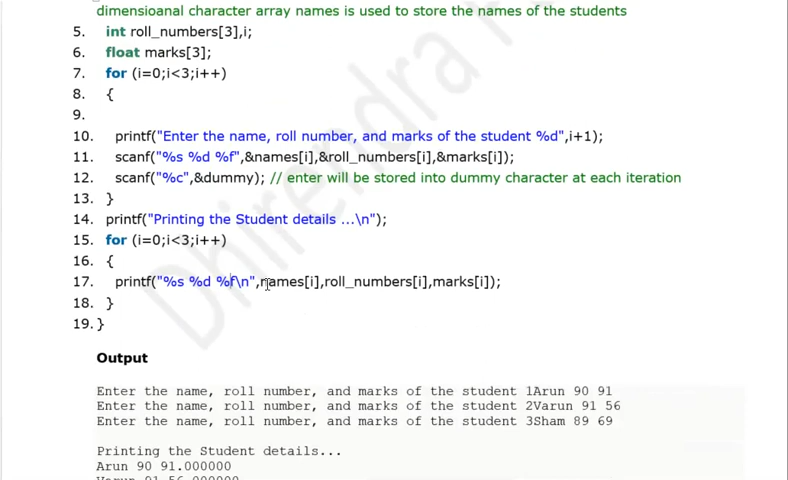 dimensioanal character array names is used to store the names of the students
5. int roll_numbers[3],i;
6. float marks[3];
7. for (i=0;i<3;i++)
8. {
9.
10. printf("Enter the name, roll number, and marks of the student %d",i+1);
11. scanf("%s %d %f",&names[i],&roll_numbers[i],&marks[i]);
12. scanf("%c",&dummy); // enter will be stored into dummy character at each iteration
13. }
14. printf("Printing the Student details ...\n");
15. for (i=0;i<3;i++)
16. {
17. printf("%s %d %f\n",names[i],roll_numbers[i],marks[i]);
18. }
19. }
Output
Enter the name, roll number, and marks of the student 1Arun 90 91
Enter the name, roll number, and marks of the student 2Varun 91 56
Enter the name, roll number, and marks of the student 3Sham 89 69
Printing the Student details...
Arun 90 91.000000
Varun 91 56.000000
Dhirendra